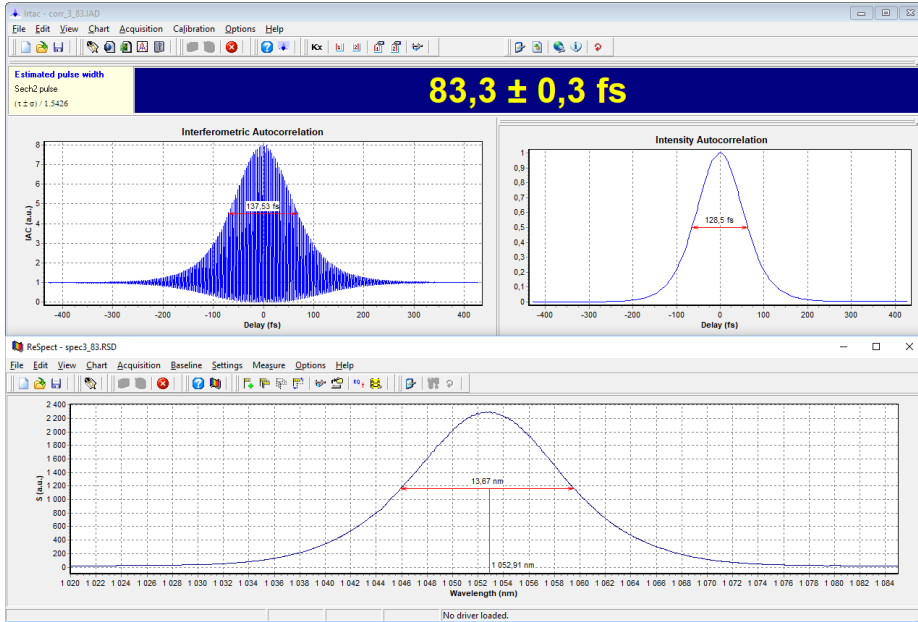 Irtac - corr_3_83.IAD
File Edit View Chart Acquisition Calibration Options Help
Kx
Estimated pulse width
Sech2 pulse
(τ ± σ) / 1.5426
83,3 ± 0,3 fs
Interferometric Autocorrelation
IAC (a.u.)
8
7
6
5
4
3
2
1
0
137,53 fs
-400 -300 -200 -100 0 100 200 300 400
Delay (fs)
Intensity Autocorrelation
1
0,9
0,8
0,7
0,6
0,5
0,4
0,3
0,2
0,1
0
128,5 fs
-400 -300 -200 -100 0 100 200 300 400
Delay (fs)
ReSpect - spec3_83.RSD
File Edit View Chart Acquisition Baseline Settings Measure Options Help
S (a.u.)
2 400
2 200
2 000
1 800
1 600
1 400
1 200
1 000
800
600
400
200
0
13,67 nm
1 052,91 nm
1 020 1 022 1 024 1 026 1 028 1 030 1 032 1 034 1 036 1 038 1 040 1 042 1 044 1 046 1 048 1 050 1 052 1 054 1 056 1 058 1 060 1 062 1 064 1 066 1 068 1 070 1 072 1 074 1 076 1 078 1 080 1 082 1 084
Wavelength (nm)
No driver loaded.